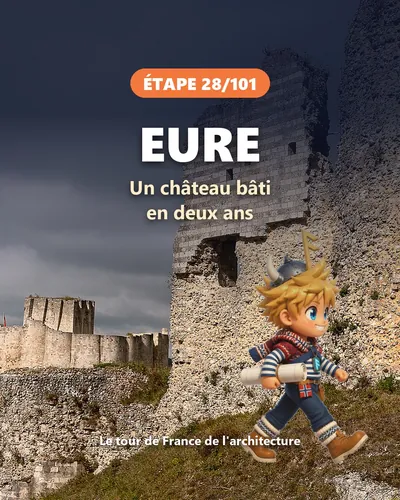 ÉTAPE 28/101
EURE
Un château bâti
en deux ans
Le tour de France de l'architecture